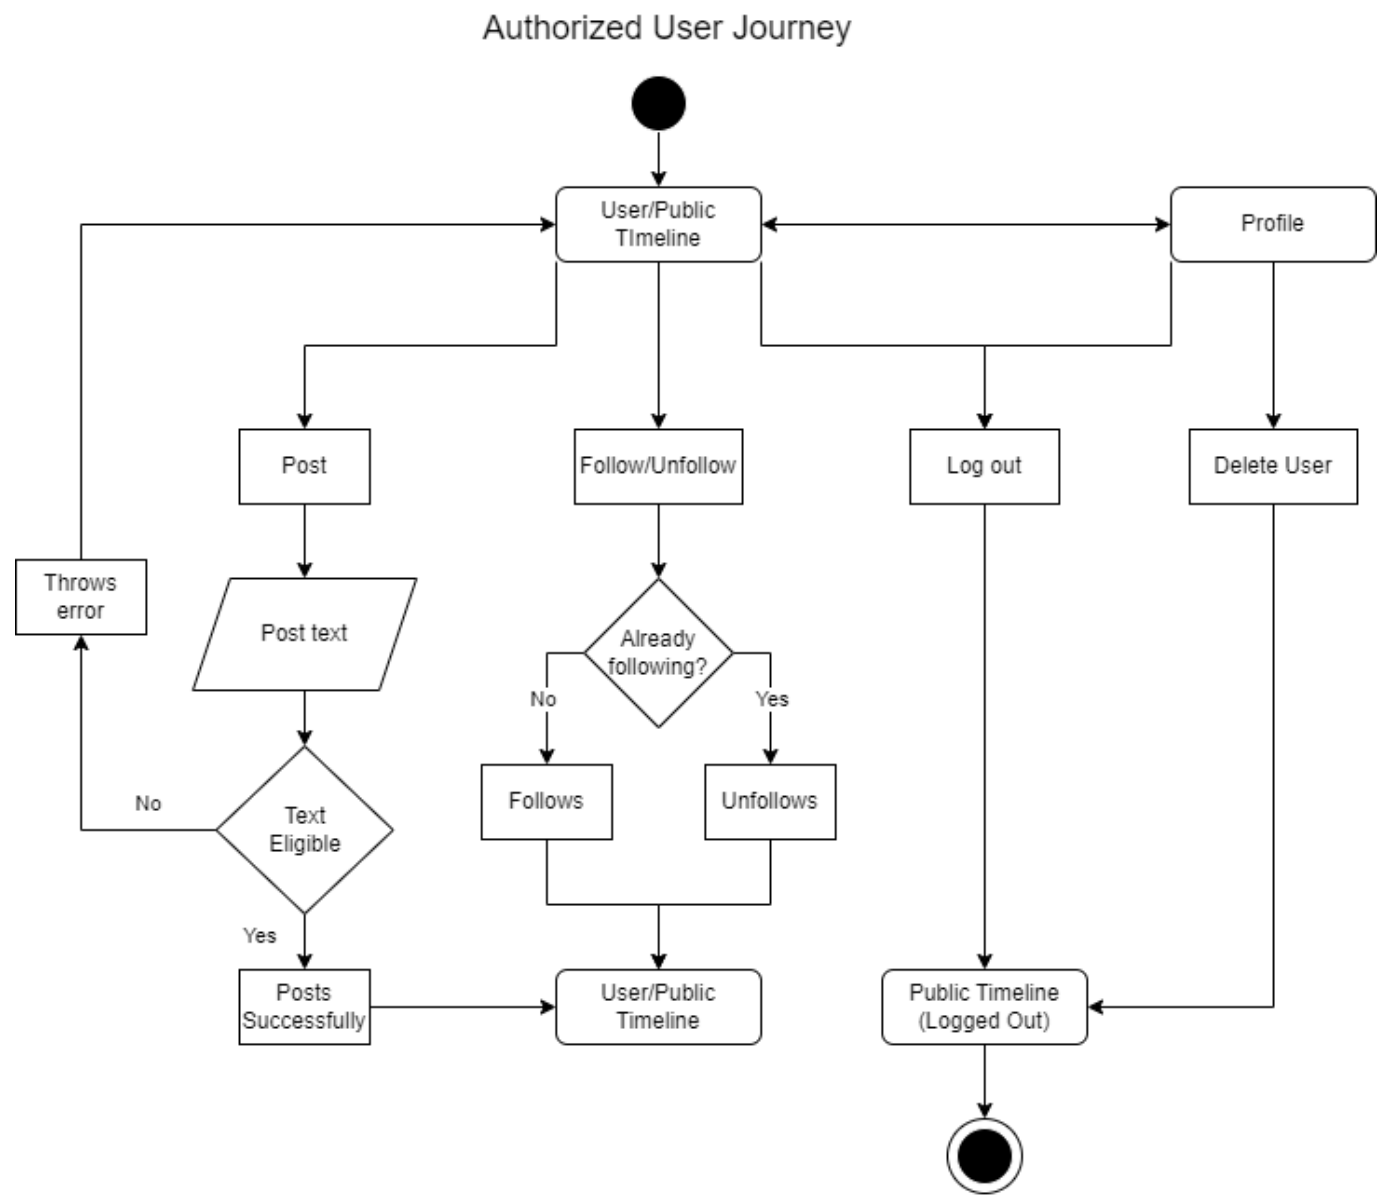 Authorized User Journey
User/Public
TImeline
Profile
Post
Follow/Unfollow
Log out
Delete User
Throws
error
Post text
Already
following?
No
Yes
Follows
Unfollows
No
Text
Eligible
Yes
Posts
Successfully
User/Public
Timeline
Public Timeline
(Logged Out)